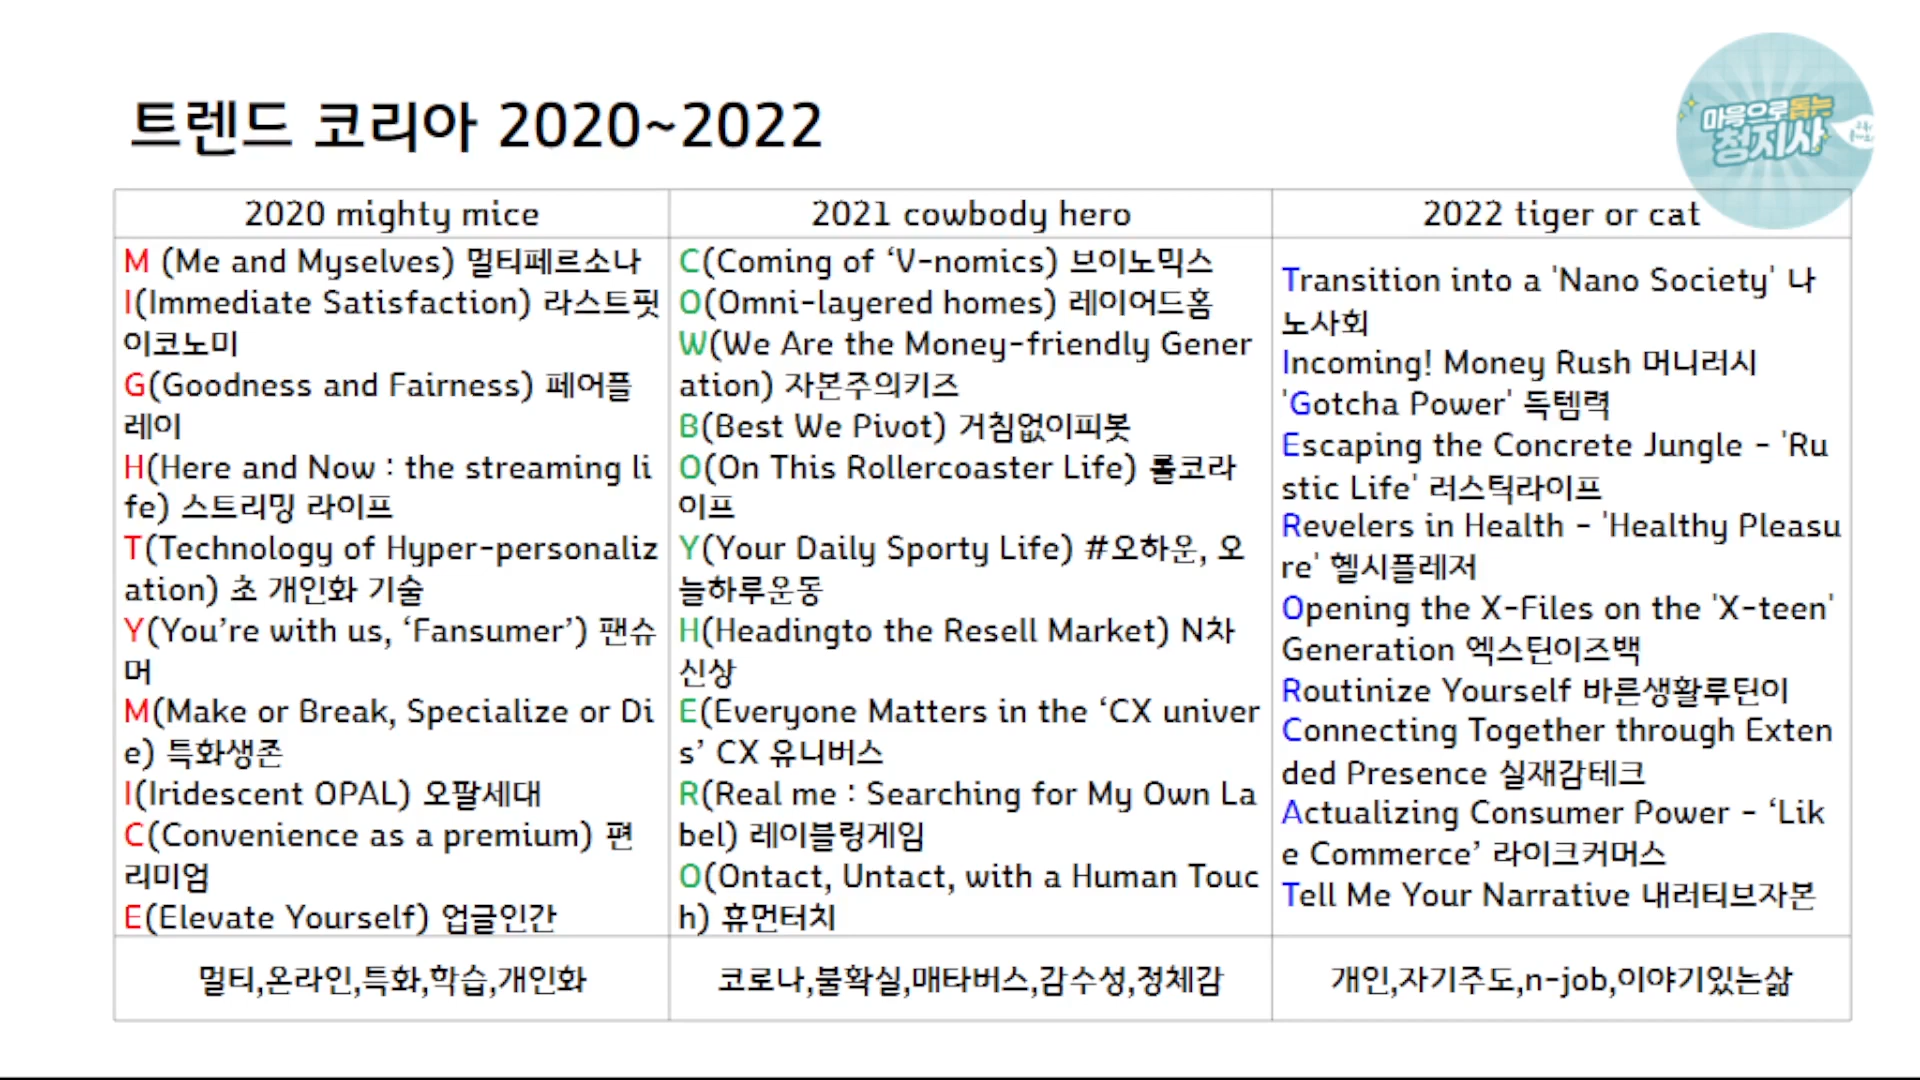 트렌드 코리아 2020~2022
마음으로돕는
청지사
2020 mighty mice
2021 cowbody hero
2022 tiger or cat
M (Me and Myselves) 멀티페르소나
I(Immediate Satisfaction) 라스트핏
이코노미
G(Goodness and Fairness) 페어플
레이
H(Here and Now : the streaming li
fe) 스트리밍 라이프
T(Technology of Hyper-personaliz
ation) 초 개인화 기술
Y(You’re with us, ‘Fansumer’) 팬슈
머
M(Make or Break, Specialize or Di
e) 특화생존
I(Iridescent OPAL) 오팔세대
C(Convenience as a premium) 편
리미엄
E(Elevate Yourself) 업글인간
C(Coming of ‘V-nomics) 브이노믹스
O(Omni-layered homes) 레이어드홈
W(We Are the Money-friendly Gener
ation) 자본주의키즈
B(Best We Pivot) 거침없이피봇
O(On This Rollercoaster Life) 롤코라
이프
Y(Your Daily Sporty Life) #오하운, 오
늘하루운동
H(Headingto the Resell Market) N차
신상
E(Everyone Matters in the ‘CX univer
s’ CX 유니버스
R(Real me : Searching for My Own La
bel) 레이블링게임
O(Ontact, Untact, with a Human Touc
h) 휴먼터치
Transition into a 'Nano Society' 나
노사회
Incoming! Money Rush 머니러시
'Gotcha Power' 득템력
Escaping the Concrete Jungle - 'Ru
stic Life' 러스틱라이프
Revelers in Health - 'Healthy Pleasu
re' 헬시플레저
Opening the X-Files on the 'X-teen'
Generation 엑스틴이즈백
Routinize Yourself 바른생활루틴이
Connecting Together through Exten
ded Presence 실재감테크
Actualizing Consumer Power - ‘Lik
e Commerce’ 라이크커머스
Tell Me Your Narrative 내러티브자본
멀티,온라인,특화,학습,개인화
코로나,불확실,매타버스,감수성,정체감
개인,자기주도,n-job,이야기있는삶